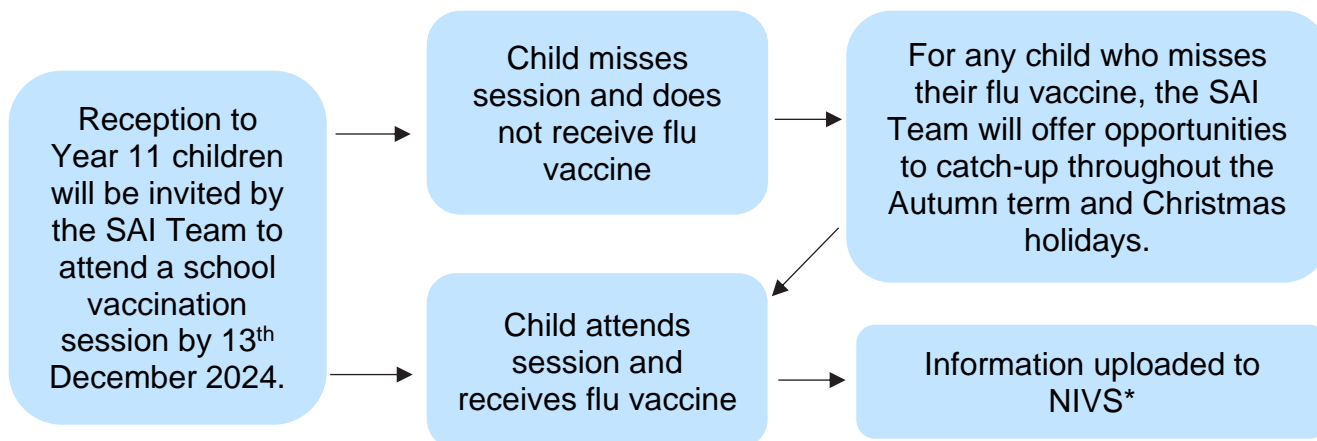 Reception to
Year 11 children
will be invited by
the SAI Team to
attend a school
vaccination
session by 13th
December 2024.
Child misses
session and does
not receive flu
vaccine
For any child who misses
their flu vaccine, the SAI
Team will offer opportunities
to catch-up throughout the
Autumn term and Christmas
holidays.
Child attends
session and
receives flu vaccine
Information uploaded to
NIVS*